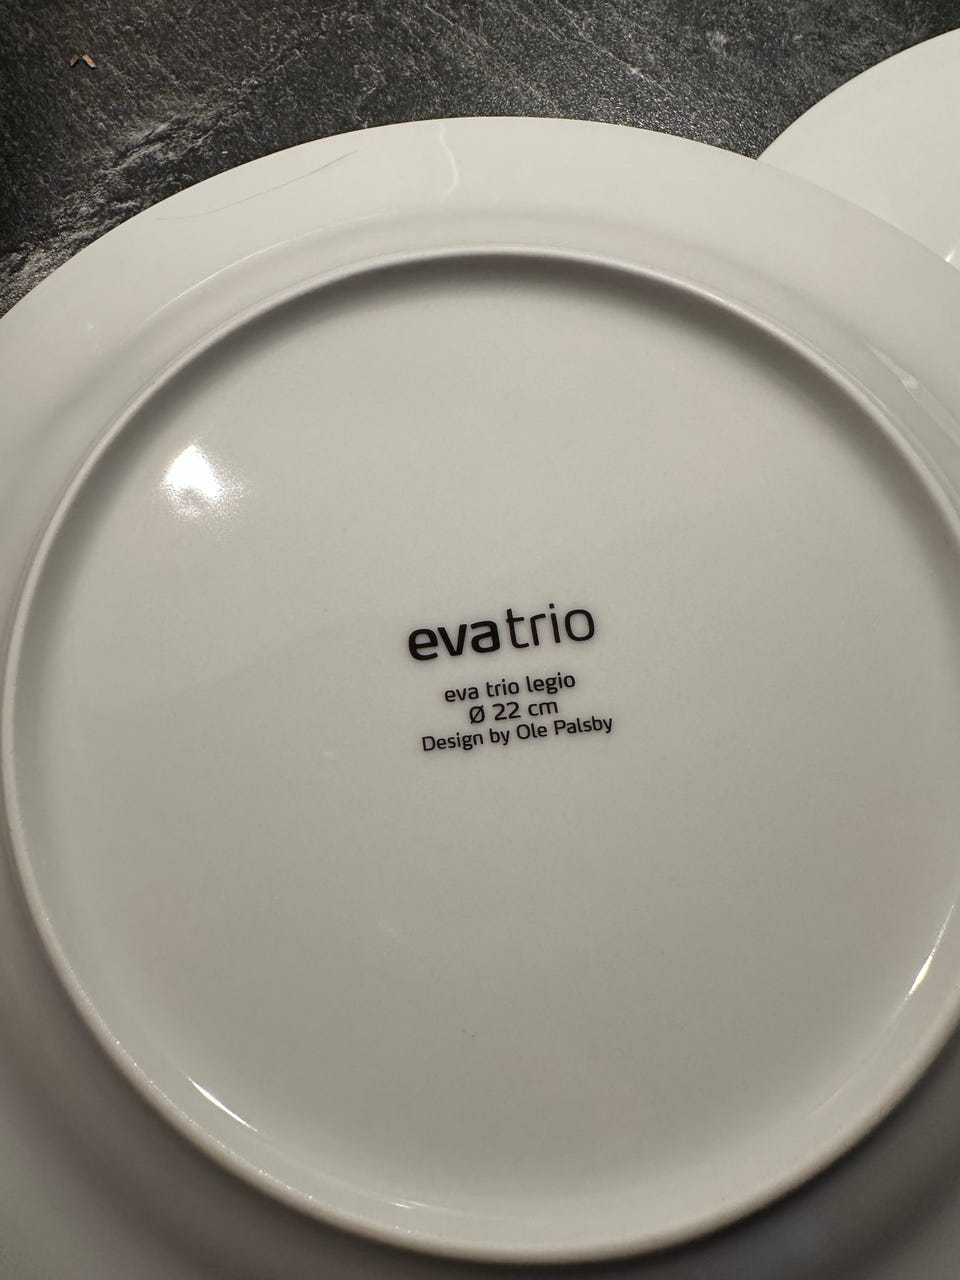 evatrio
eva trio legio
Ø 22 cm
Design by Ole Palsby